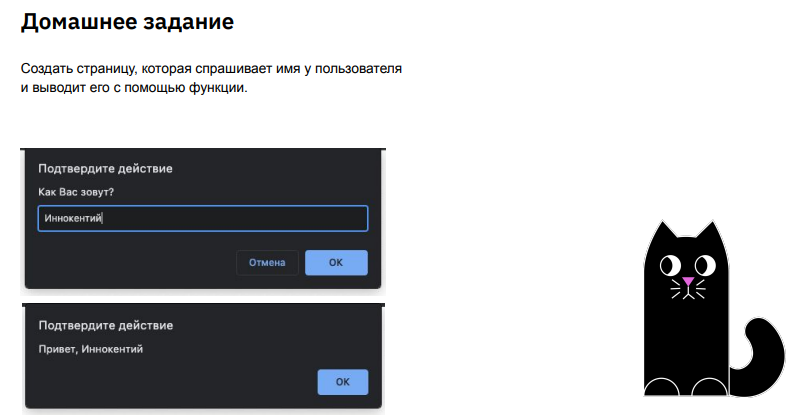 Домашнее задание
Создать страницу, которая спрашивает имя у пользователя
и выводит его с помощью функции.
Подтвердите действие
Как Вас зовут?
Иннокентий
Отмена
OK
Подтвердите действие
Привет, Иннокентий
OK